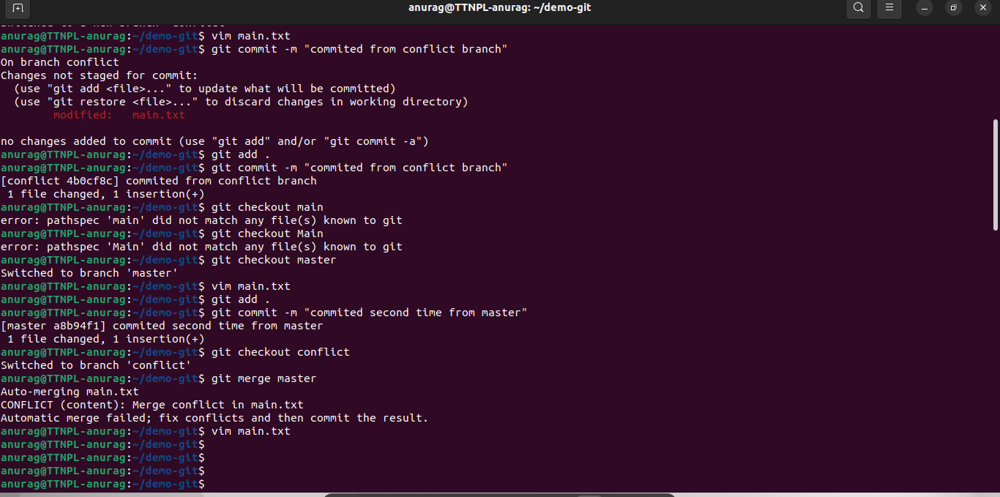 anurag@TTNPL-anurag: ~/demo-git
anurag@TTNPL-anurag:~/demo-git$ vim main.txt
anurag@TTNPL-anurag:~/demo-git$ git commit -m "commited from conflict branch"
On branch conflict
Changes not staged for commit:
  (use "git add <file>..." to update what will be committed)
  (use "git restore <file>..." to discard changes in working directory)
        modified:   main.txt

no changes added to commit (use "git add" and/or "git commit -a")
anurag@TTNPL-anurag:~/demo-git$ git add .
anurag@TTNPL-anurag:~/demo-git$ git commit -m "commited from conflict branch"
[conflict 4b0cf8c] commited from conflict branch
 1 file changed, 1 insertion(+)
anurag@TTNPL-anurag:~/demo-git$ git checkout main
error: pathspec 'main' did not match any file(s) known to git
anurag@TTNPL-anurag:~/demo-git$ git checkout Main
error: pathspec 'Main' did not match any file(s) known to git
anurag@TTNPL-anurag:~/demo-git$ git checkout master
Switched to branch 'master'
anurag@TTNPL-anurag:~/demo-git$ vim main.txt
anurag@TTNPL-anurag:~/demo-git$ git add .
anurag@TTNPL-anurag:~/demo-git$ git commit -m "commited second time from master"
[master a8b94f1] commited second time from master
 1 file changed, 1 insertion(+)
anurag@TTNPL-anurag:~/demo-git$ git checkout conflict
Switched to branch 'conflict'
anurag@TTNPL-anurag:~/demo-git$ git merge master
Auto-merging main.txt
CONFLICT (content): Merge conflict in main.txt
Automatic merge failed; fix conflicts and then commit the result.
anurag@TTNPL-anurag:~/demo-git$ vim main.txt
anurag@TTNPL-anurag:~/demo-git$
anurag@TTNPL-anurag:~/demo-git$
anurag@TTNPL-anurag:~/demo-git$
anurag@TTNPL-anurag:~/demo-git$